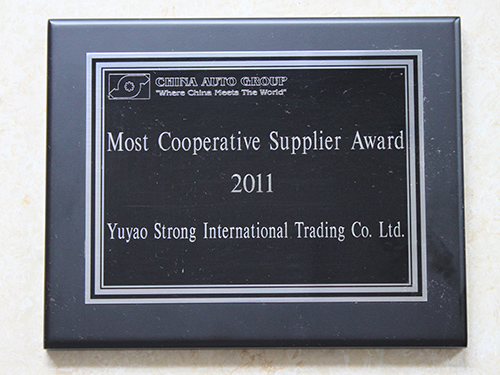 CHINA AUTO GROUP
"Where China Meets The World"
Most Cooperative Supplier Award
2011
Yuyao Strong International Trading Co. Ltd.